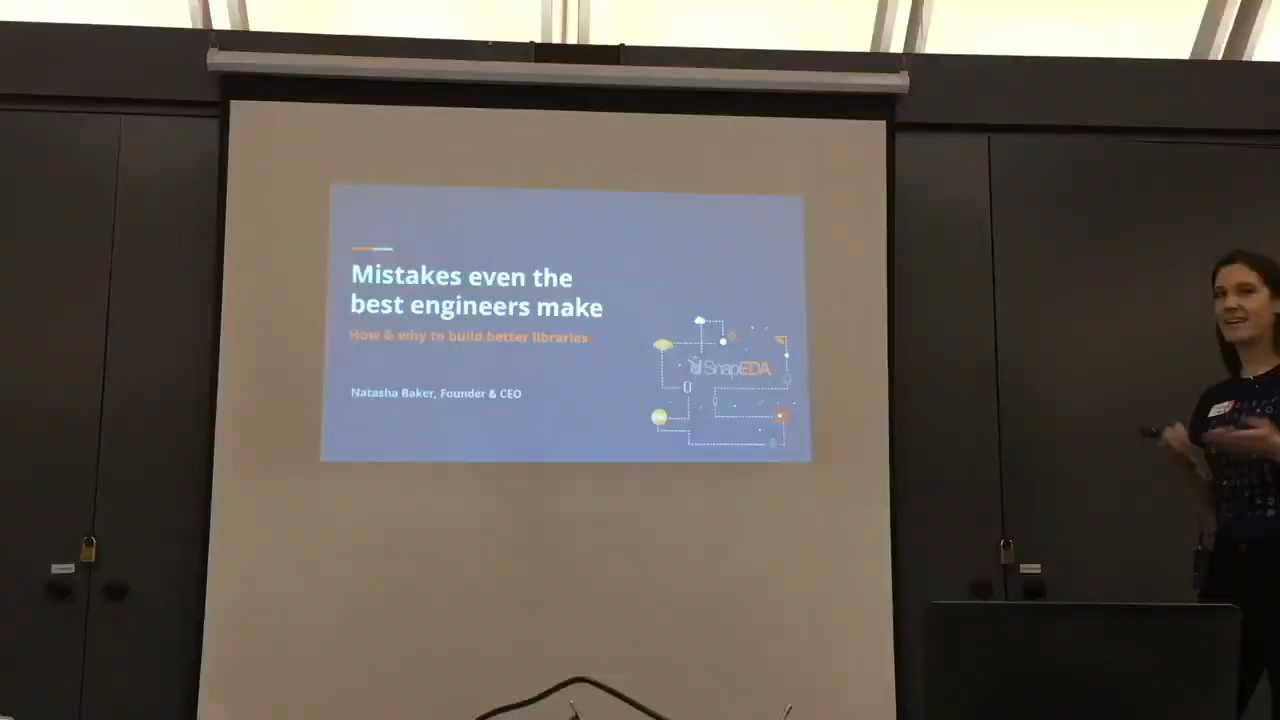 Mistakes even the
best engineers make
How & why to build better libraries
SnapEDA
Natasha Baker, Founder & CEO